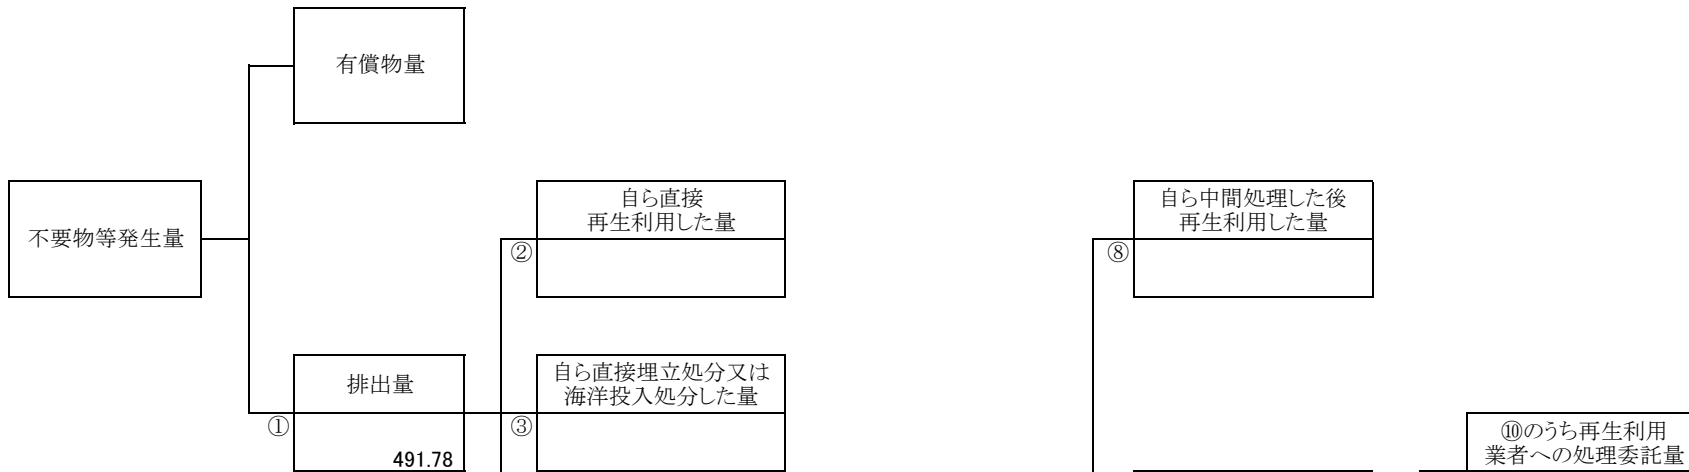 有償物量
不要物等発生量
自ら直接
再生利用した量
②
自ら中間処理した後
再生利用した量
⑧
排出量
①
491.78
自ら直接埋立処分又は
海洋投入処分した量
③
⑩のうち再生利用
業者への処理委託量